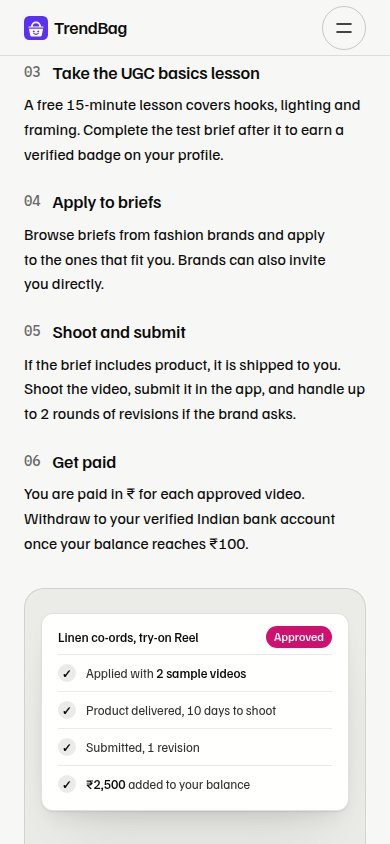 TrendBag
03 Take the UGC basics lesson
A free 15-minute lesson covers hooks, lighting and
framing. Complete the test brief after it to earn a
verified badge on your profile.
04 Apply to briefs
Browse briefs from fashion brands and apply
to the ones that fit you. Brands can also invite
you directly.
05 Shoot and submit
If the brief includes product, it is shipped to you.
Shoot the video, submit it in the app, and handle up
to 2 rounds of revisions if the brand asks.
06 Get paid
You are paid in ₹ for each approved video.
Withdraw to your verified Indian bank account
once your balance reaches ₹100.
Linen co-ords, try-on Reel Approved
Applied with 2 sample videos
Product delivered, 10 days to shoot
Submitted, 1 revision
₹2,500 added to your balance